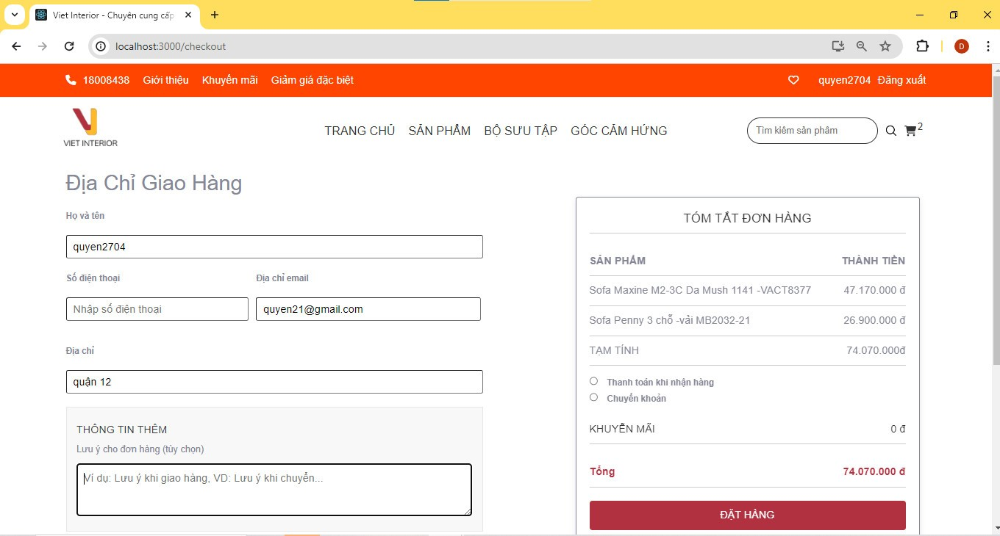 Viet Interior - Chuyên cung cấp
localhost:3000/checkout
D
18008438 Giới thiệu Khuyến mãi Giảm giá đặc biệt
quyen2704 Đăng xuất
VIET INTERIOR
TRANG CHỦ SẢN PHẨM BỘ SƯU TẬP GÓC CẢM HỨNG
Tìm kiếm sản phẩm
2
Địa Chỉ Giao Hàng
Họ và tên
quyen2704
Số điện thoại Địa chỉ email
Nhập số điện thoại quyen21@gmail.com
Địa chỉ
quận 12
THÔNG TIN THÊM
Lưu ý cho đơn hàng (tùy chọn)
Ví dụ: Lưu ý khi giao hàng, VD: Lưu ý khi chuyển...
TÓM TẮT ĐƠN HÀNG
SẢN PHẨM THÀNH TIỀN
Sofa Maxine M2-3C Da Mush 1141 -VACT8377 47.170.000 đ
Sofa Penny 3 chỗ -vải MB2032-21 26.900.000 đ
TẠM TÍNH 74.070.000đ
Thanh toán khi nhận hàng
Chuyển khoản
KHUYẾN MÃI 0 đ
Tổng 74.070.000 đ
ĐẶT HÀNG